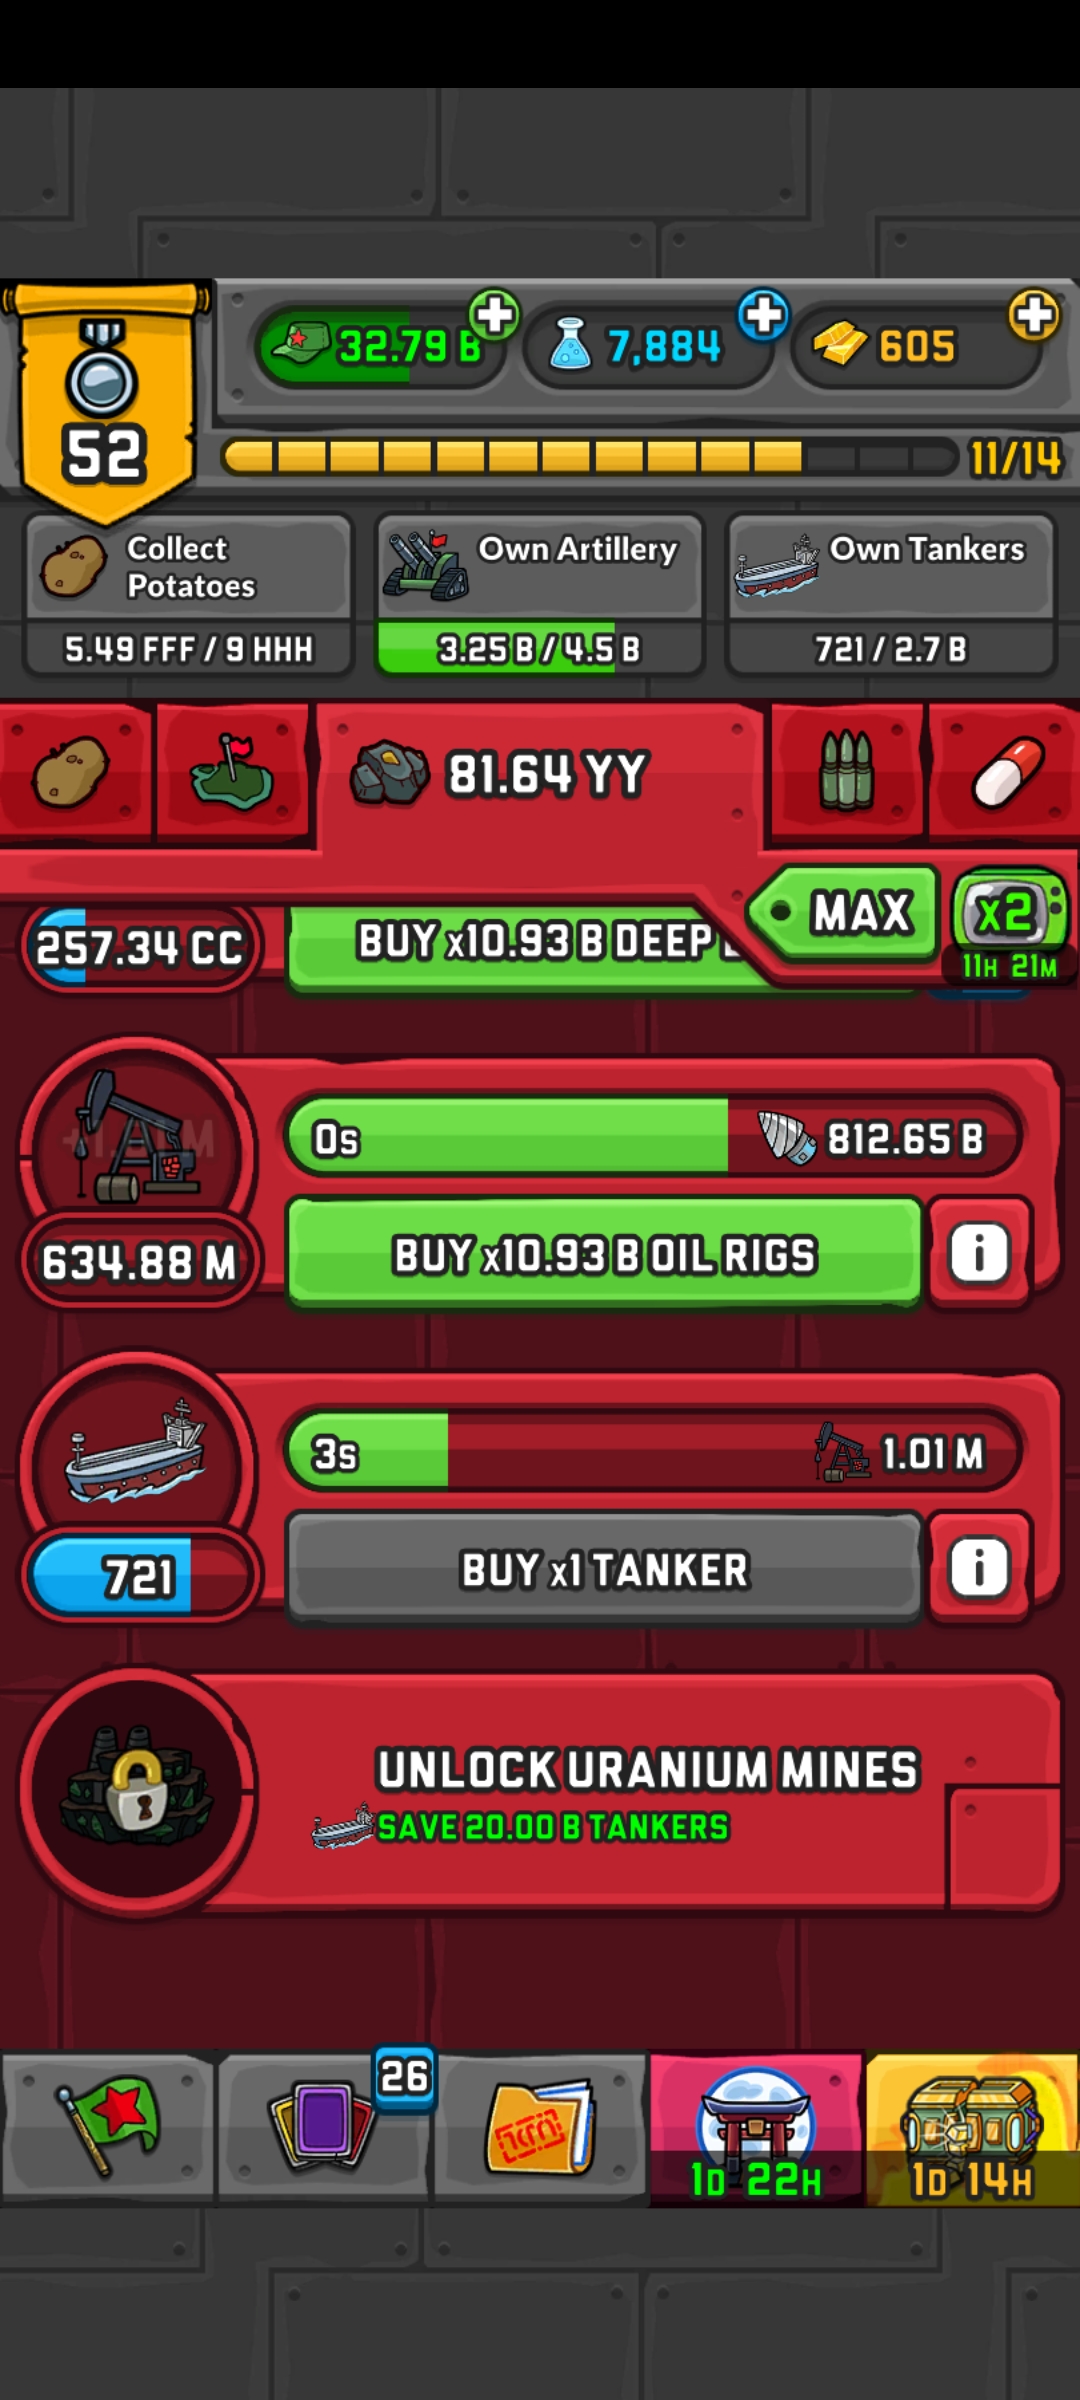 32.79 B
7,884
605
52
11/14
Collect
Potatoes
5.49 FFF / 9 HHH
Own Artillery
3.25 B / 4.5 B
Own Tankers
721 / 2.7 B
81.64 YY
MAX
x2
11H 21M
257.34 CC
BUY x10.93 B DEEP
0s
812.65 B
634.88 M
BUY x10.93 B OIL RIGS
i
3s
1.01 M
721
BUY x1 TANKER
i
UNLOCK URANIUM MINES
SAVE 20.00 B TANKERS
26
1D 22H
1D 14H